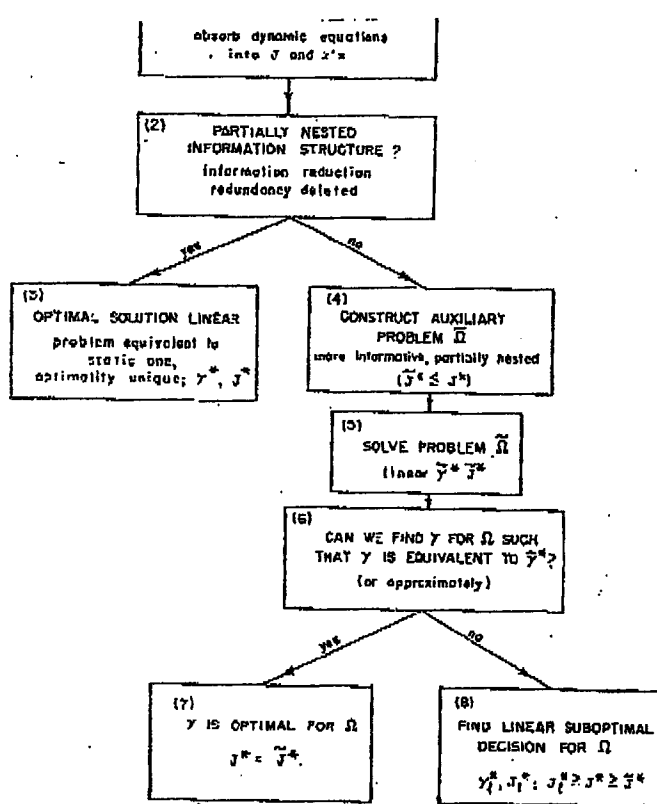 absorb dynamic equations
into J and z's
(2)
PARTIALLY NESTED
INFORMATION STRUCTURE ?
information reduction
redundancy deleted
yes
no
(3)
OPTIMAL SOLUTION LINEAR
problem equivalent to
static one,
optimality unique; γ*, J*
(4)
CONSTRUCT AUXILIARY
PROBLEM Ω̃
more informative, partially nested
(J̃* ≤ J*)
(5)
SOLVE PROBLEM Ω̃
linear γ̃* J̃*
(6)
CAN WE FIND γ FOR Ω SUCH
THAT γ IS EQUIVALENT TO γ̃*?
(or approximately)
yes
no
(7)
γ IS OPTIMAL FOR Ω
J* = J̃*.
(8)
FIND LINEAR SUBOPTIMAL
DECISION FOR Ω
γℓ*, Jℓ*; Jℓ* ≥ J* ≥ J̃*